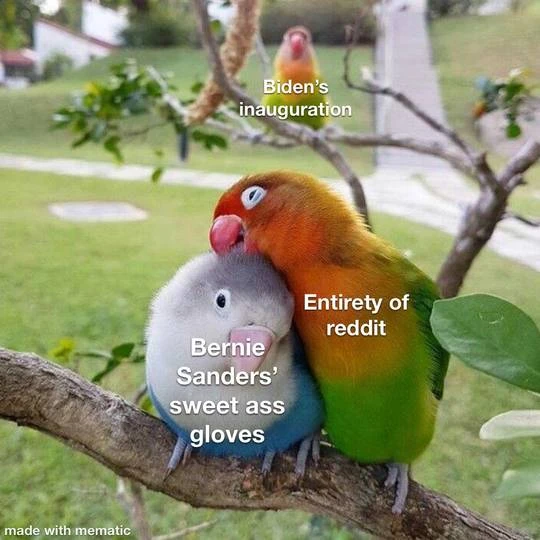 Biden's
inauguration
Entirety of
reddit
Bernie
Sanders'
sweet ass
gloves
made with mematic